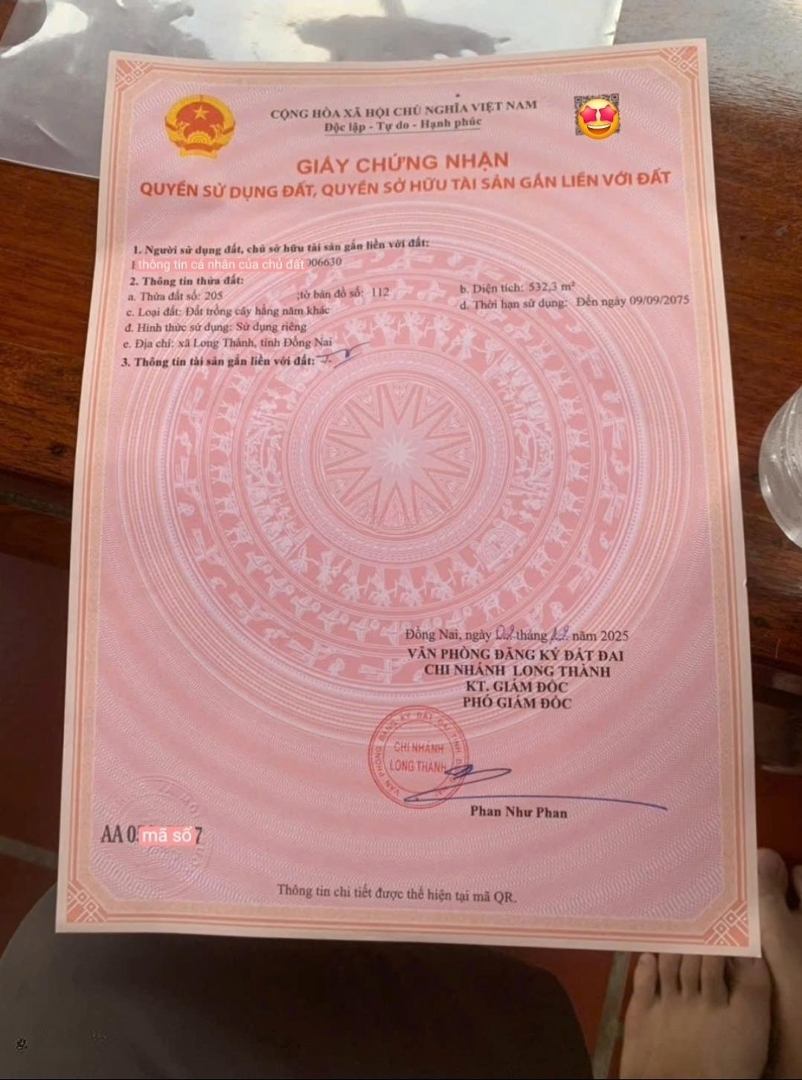 CỘNG HÒA XÃ HỘI CHỦ NGHĨA VIỆT NAM
Độc lập - Tự do - Hạnh phúc
GIẤY CHỨNG NHẬN
QUYỀN SỬ DỤNG ĐẤT, QUYỀN SỞ HỮU TÀI SẢN GẮN LIỀN VỚI ĐẤT
1. Người sử dụng đất, chủ sở hữu tài sản gắn liền với đất:
thông tin cá nhân của chủ đất 006630
2. Thông tin thửa đất:
a. Thửa đất số: 205 ;tờ bản đồ số: 112 b. Diện tích: 532,3 m²
c. Loại đất: Đất trồng cây hằng năm khác d. Thời hạn sử dụng: Đến ngày 09/09/2075
đ. Hình thức sử dụng: Sử dụng riêng
e. Địa chỉ: xã Long Thành, tỉnh Đồng Nai
3. Thông tin tài sản gắn liền với đất: -/-
Đồng Nai, ngày tháng năm 2025
VĂN PHÒNG ĐĂNG KÝ ĐẤT ĐAI
CHI NHÁNH LONG THÀNH
KT. GIÁM ĐỐC
PHÓ GIÁM ĐỐC
CHI NHÁNH
LONG THÀNH
Phan Như Phan
AA 0 mã số 7
Thông tin chi tiết được thể hiện tại mã QR.